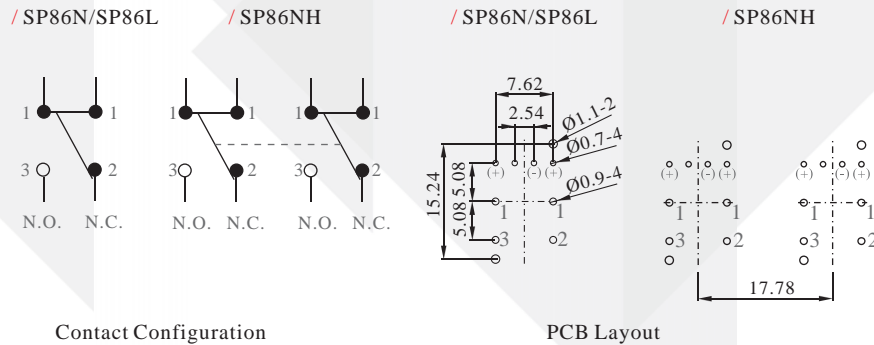 / SP86N/SP86L / SP86NH / SP86N/SP86L / SP86NH
7.62
2.54
Ø1.1-2
Ø0.7-4
Ø0.9-4
15.24
5.08
5.08
1 1 1 1 1 1
3 2 3 2 3 2
N.O. N.C. N.O. N.C. N.O. N.C.
(+) (-) (+) (+) (-) (+) (+) (-) (+)
1 1 1 1 1 1
3 2 3 2 3 2
17.78
Contact Configuration PCB Layout